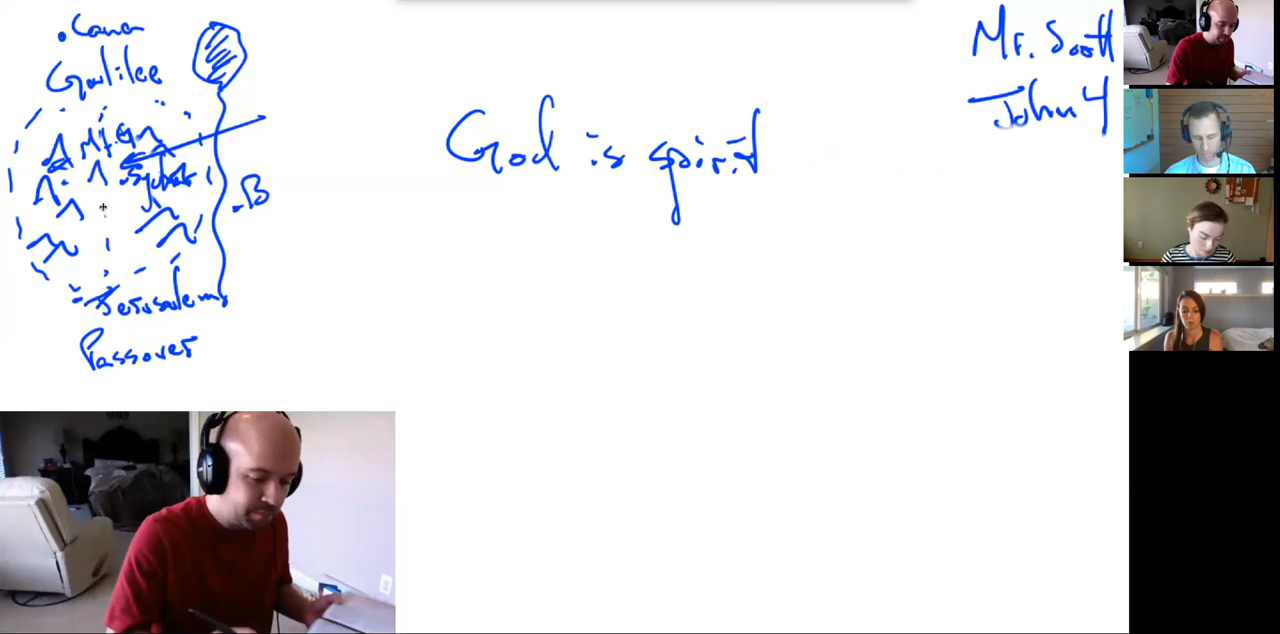 .Cana
Galilee
.B
Jerusalem
Passover
God is spirit
Mr. Scott
John 4